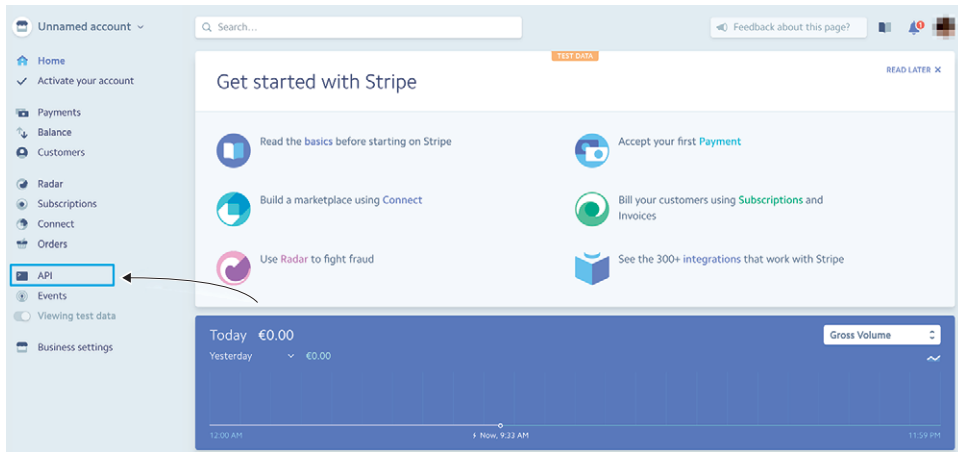 Unnamed account
Search...
Feedback about this page?
1
Home
Activate your account
Payments
Balance
Customers
Radar
Subscriptions
Connect
Orders
API
Events
Viewing test data
Business settings
TEST DATA
Get started with Stripe
READ LATER ✕
Read the basics before starting on Stripe
Accept your first Payment
Build a marketplace using Connect
Bill your customers using Subscriptions and
Invoices
Use Radar to fight fraud
See the 300+ integrations that work with Stripe
Today €0.00
Gross Volume
Yesterday €0.00
12:00 AM
Now, 9:33 AM
11:59 PM